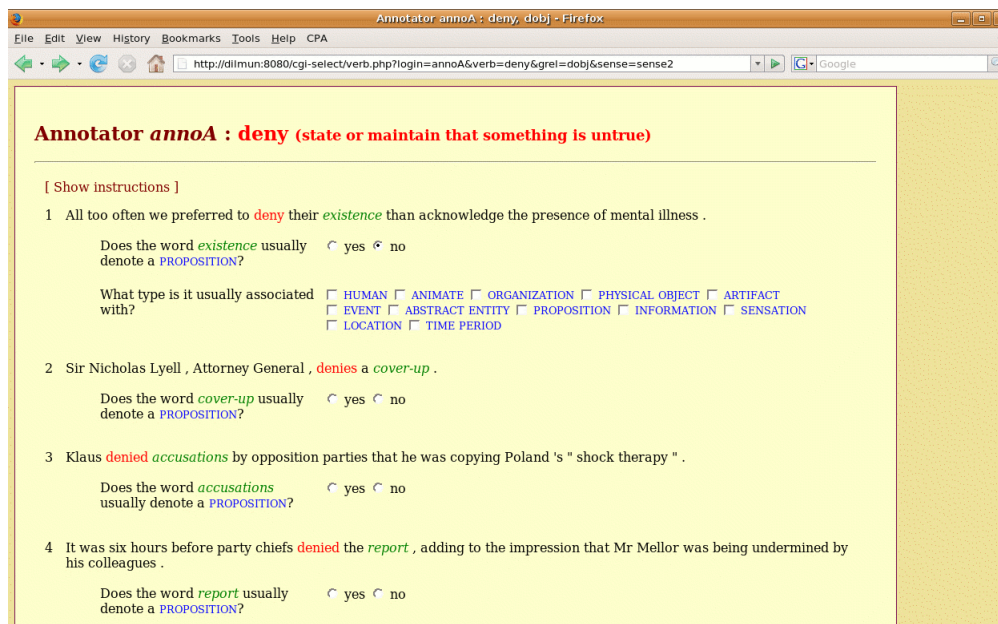 Annotator annoA : deny, dobj - Firefox
File Edit View History Bookmarks Tools Help CPA
http://dilmun:8080/cgi-select/verb.php?login=annoA&verb=deny&grel=dobj&sense=sense2 G Google
Annotator annoA : deny (state or maintain that something is untrue)
[ Show instructions ]
1 All too often we preferred to deny their existence than acknowledge the presence of mental illness .
Does the word existence usually yes no
denote a PROPOSITION?
What type is it usually associated HUMAN ANIMATE ORGANIZATION PHYSICAL OBJECT ARTIFACT
with? EVENT ABSTRACT ENTITY PROPOSITION INFORMATION SENSATION
LOCATION TIME PERIOD
2 Sir Nicholas Lyell , Attorney General , denies a cover-up .
Does the word cover-up usually yes no
denote a PROPOSITION?
3 Klaus denied accusations by opposition parties that he was copying Poland 's " shock therapy " .
Does the word accusations yes no
usually denote a PROPOSITION?
4 It was six hours before party chiefs denied the report , adding to the impression that Mr Mellor was being undermined by
his colleagues .
Does the word report usually yes no
denote a PROPOSITION?